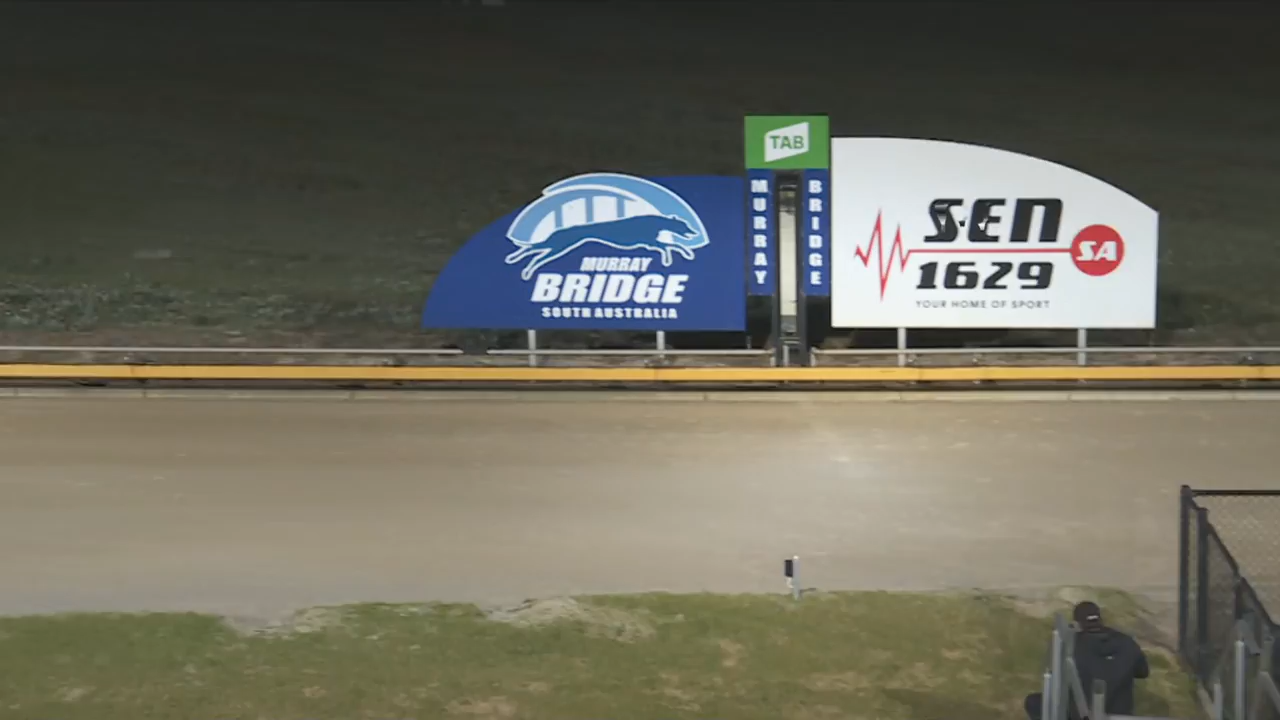 TAB
MURRAY
BRIDGE
MURRAY
BRIDGE
SOUTH AUSTRALIA
SEN
SA
1629
YOUR HOME OF SPORT